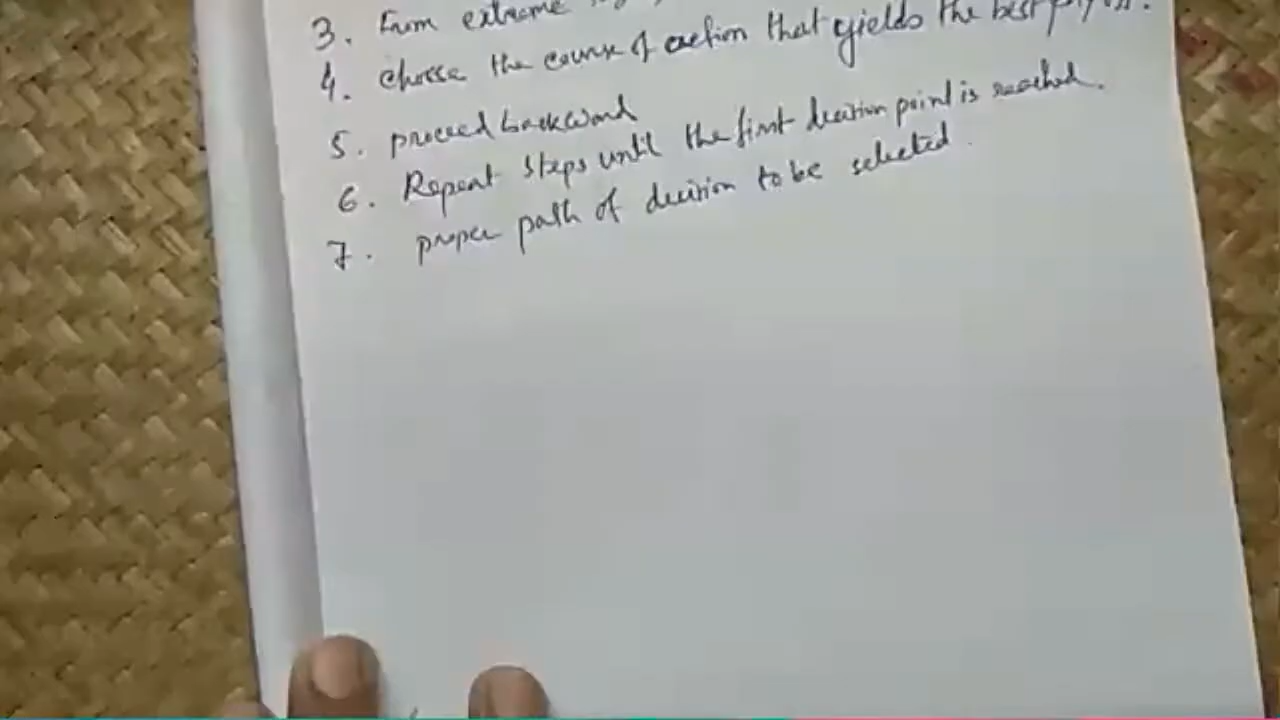 3. From extreme
4. choose the course of action that yields the best payoff.
5. proceed backward
6. Repeat steps until the first decision point is reached.
7. proper path of decision to be selected.